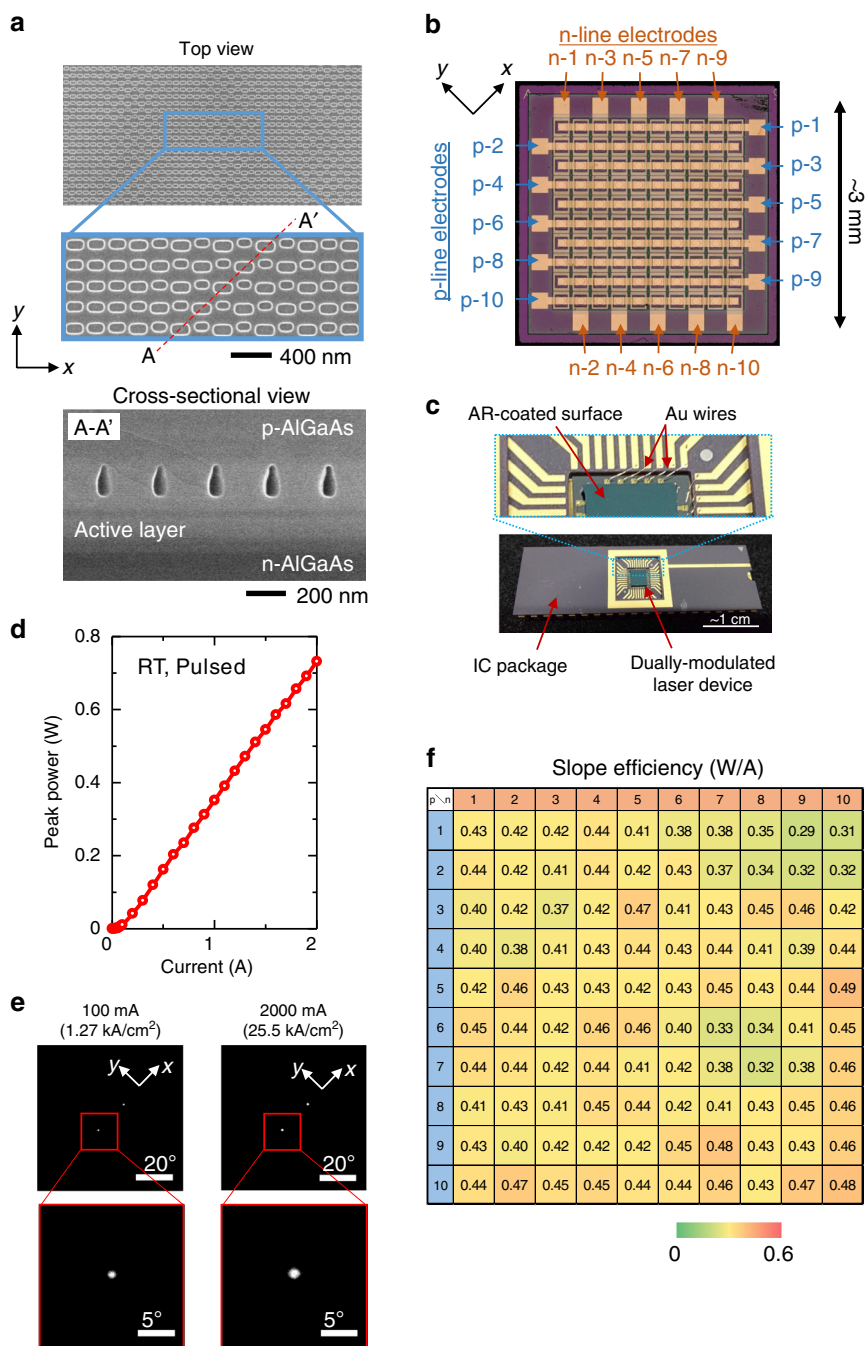 a
Top view
A′
A
y
x
400 nm
Cross-sectional view
A-A’
p-AlGaAs
Active layer
n-AlGaAs
200 nm
b
n-line electrodes
n-1 n-3 n-5 n-7 n-9
y
x
p-line electrodes
p-1
p-2
p-3
p-4
p-5
p-6
p-7
p-8
p-9
p-10
~3 mm
n-2 n-4 n-6 n-8 n-10
c
AR-coated surface
Au wires
~1 cm
IC package
Dually-modulated
laser device
d
RT, Pulsed
Peak power (W)
0.8
0.6
0.4
0.2
0
0 1 2
Current (A)
e
100 mA
(1.27 kA/cm²)
2000 mA
(25.5 kA/cm²)
y x
y x
20°
20°
5°
5°
f
Slope efficiency (W/A)
p\n 1 2 3 4 5 6 7 8 9 10
1 0.43 0.42 0.42 0.44 0.41 0.38 0.38 0.35 0.29 0.31
2 0.44 0.42 0.41 0.44 0.42 0.43 0.37 0.34 0.32 0.32
3 0.40 0.42 0.37 0.42 0.47 0.41 0.43 0.45 0.46 0.42
4 0.40 0.38 0.41 0.43 0.44 0.43 0.44 0.41 0.39 0.44
5 0.42 0.46 0.43 0.43 0.42 0.42 0.45 0.43 0.44 0.49
6 0.45 0.44 0.42 0.46 0.46 0.40 0.33 0.34 0.41 0.45
7 0.44 0.44 0.42 0.41 0.42 0.42 0.38 0.32 0.38 0.46
8 0.41 0.43 0.41 0.45 0.44 0.42 0.41 0.43 0.45 0.46
9 0.43 0.40 0.42 0.42 0.42 0.45 0.48 0.43 0.43 0.46
10 0.44 0.47 0.45 0.45 0.44 0.44 0.46 0.43 0.47 0.48
0 0.6